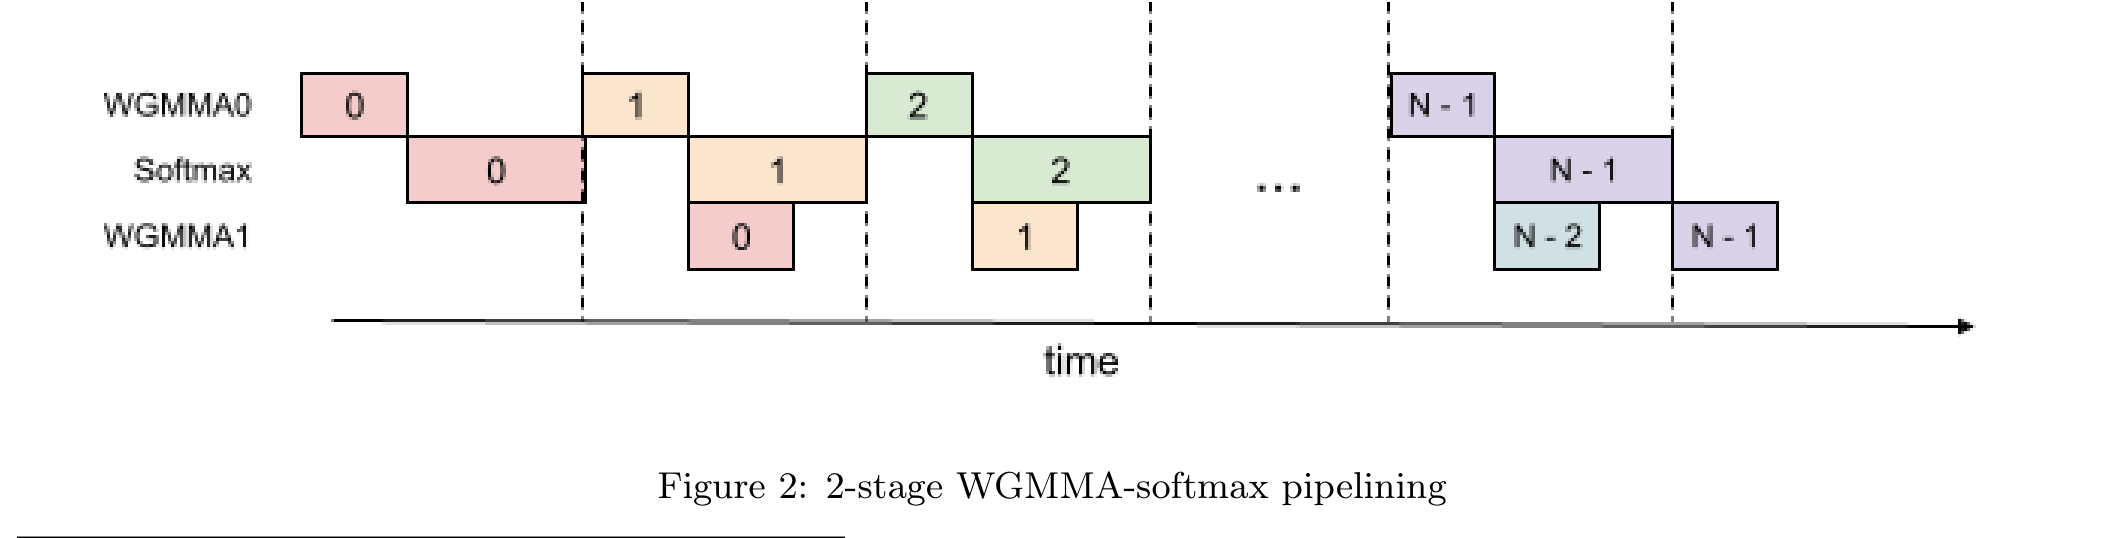 WGMMA0 0 1 2 N - 1
Softmax 0 1 2 ... N - 1
WGMMA1 0 1 N - 2 N - 1
time
Figure 2: 2-stage WGMMA-softmax pipelining